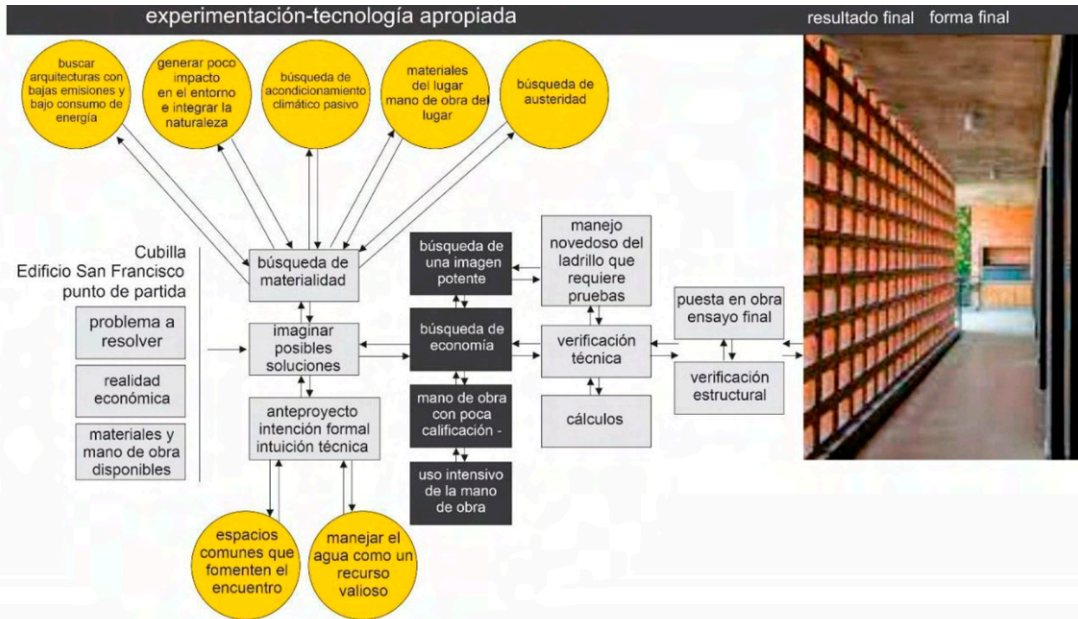 experimentación-tecnología apropiada
resultado final forma final
buscar
arquitecturas con
bajas emisiones y
bajo consumo de
energía
generar poco
impacto
en el entorno
e integrar la
naturaleza
búsqueda de
acondicionamiento
climático pasivo
materiales
del lugar
mano de obra del
lugar
búsqueda de
austeridad
Cubilla
Edificio San Francisco
punto de partida
problema a
resolver
realidad
económica
materiales y
mano de obra
disponibles
búsqueda de
materialidad
imaginar
posibles
soluciones
anteproyecto
intención formal
intuición técnica
búsqueda de
una imagen
potente
búsqueda de
economía
mano de obra
con poca
calificación -
uso intensivo
de la mano
de obra
manejo
novedoso del
ladrillo que
requiere
pruebas
verificación
técnica
cálculos
puesta en obra
ensayo final
verificación
estructural
espacios
comunes que
fomenten el
encuentro
manejar el
agua como un
recurso
valioso